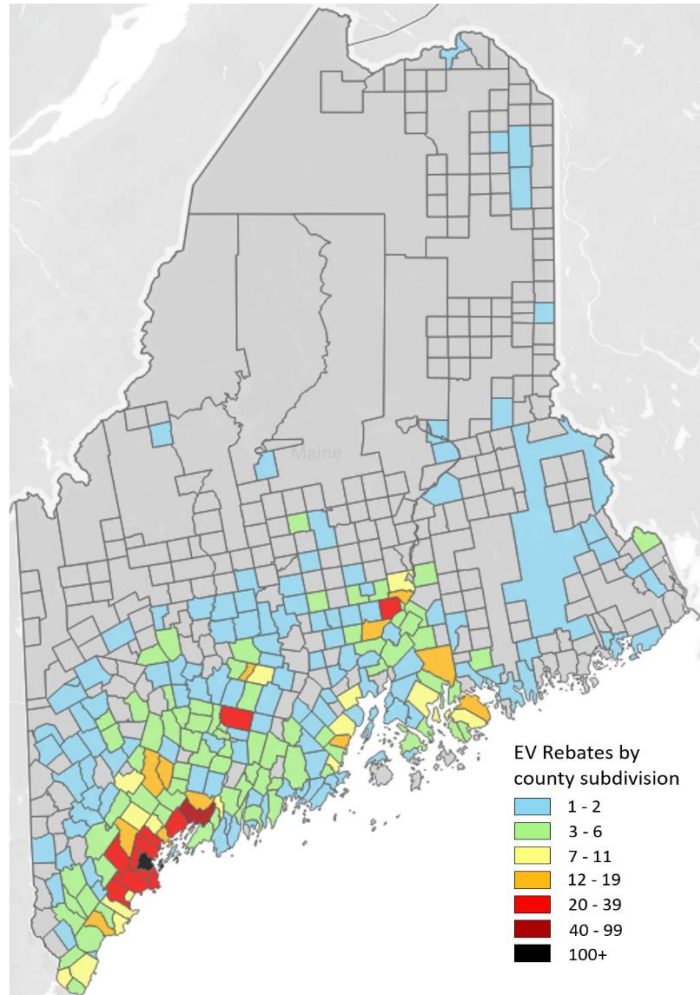 Maine
EV Rebates by
county subdivision
1 - 2
3 - 6
7 - 11
12 - 19
20 - 39
40 - 99
100+